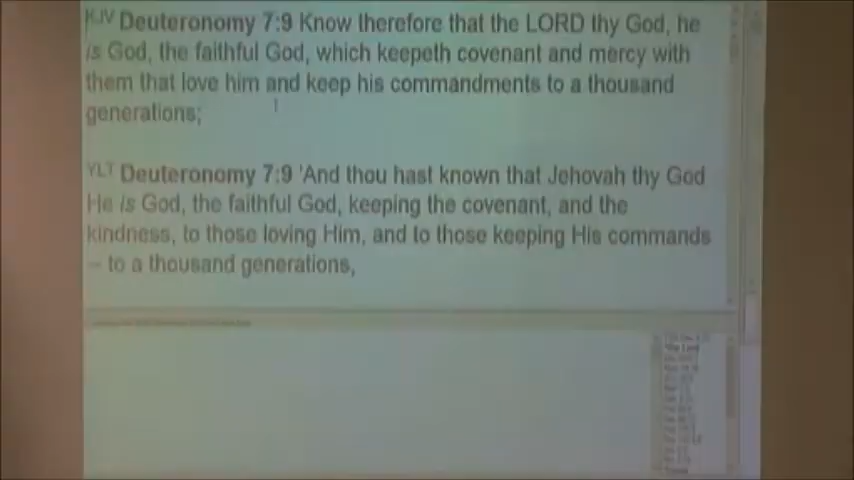 KJV Deuteronomy 7:9 Know therefore that the LORD thy God, he
is God, the faithful God, which keepeth covenant and mercy with
them that love him and keep his commandments to a thousand
generations;
YLT Deuteronomy 7:9 'And thou hast known that Jehovah thy God
He is God, the faithful God, keeping the covenant, and the
kindness, to those loving Him, and to those keeping His commands
-- to a thousand generations,